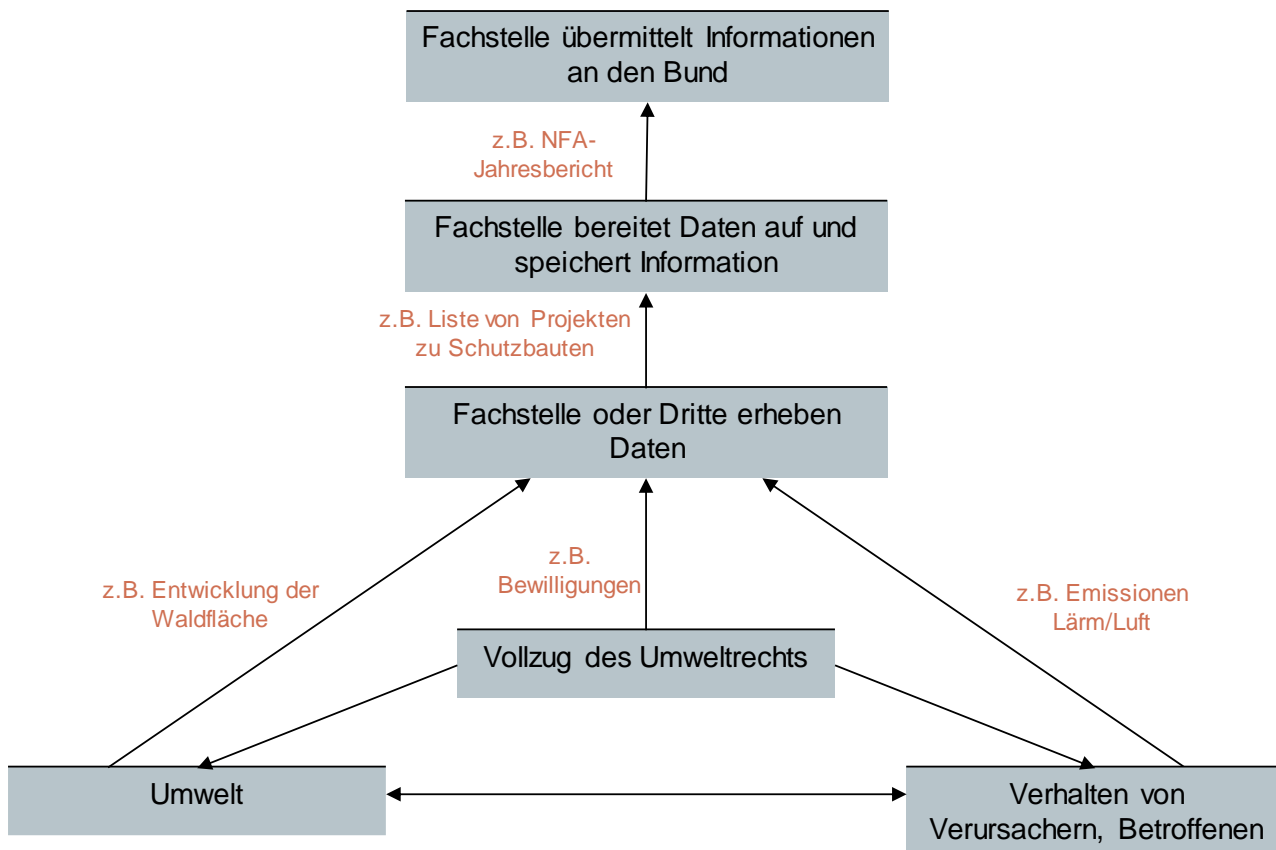 Fachstelle übermittelt Informationen
an den Bund
z.B. NFA-
Jahresbericht
Fachstelle bereitet Daten auf und
speichert Information
z.B. Liste von Projekten
zu Schutzbauten
Fachstelle oder Dritte erheben
Daten
z.B. Entwicklung der
Waldfläche
z.B.
Bewilligungen
z.B. Emissionen
Lärm/Luft
Vollzug des Umweltrechts
Umwelt
Verhalten von
Verursachern, Betroffenen